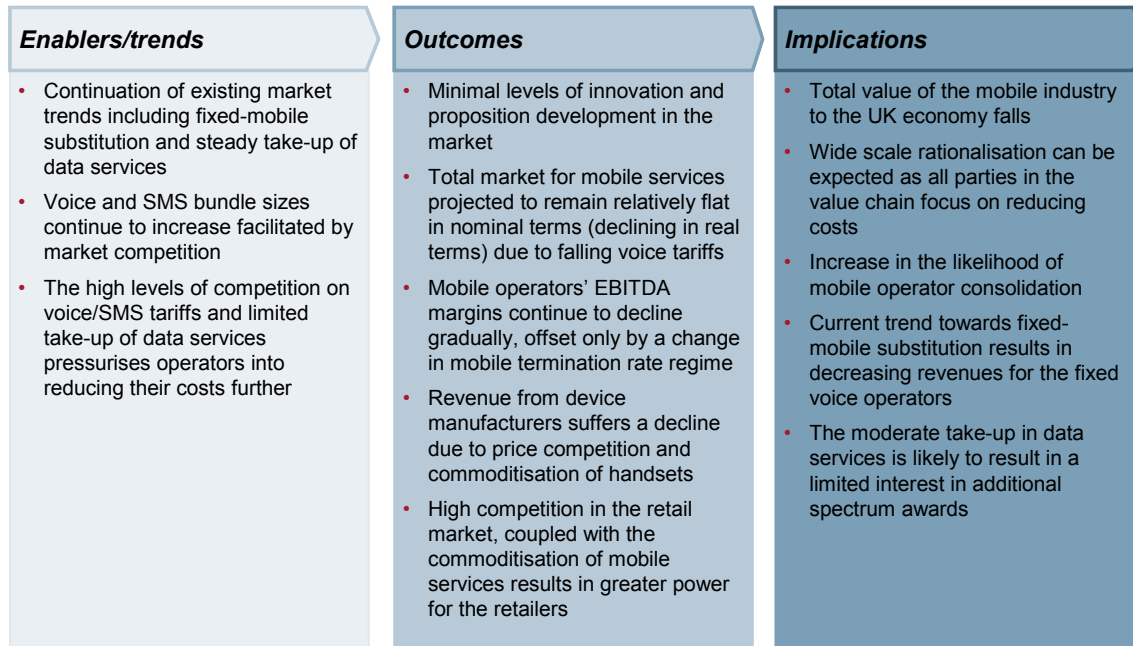 Enablers/trends
• Continuation of existing market
trends including fixed-mobile
substitution and steady take-up of
data services
• Voice and SMS bundle sizes
continue to increase facilitated by
market competition
• The high levels of competition on
voice/SMS tariffs and limited
take-up of data services
pressurises operators into
reducing their costs further
Outcomes
• Minimal levels of innovation and
proposition development in the
market
• Total market for mobile services
projected to remain relatively flat
in nominal terms (declining in real
terms) due to falling voice tariffs
• Mobile operators’ EBITDA
margins continue to decline
gradually, offset only by a change
in mobile termination rate regime
• Revenue from device
manufacturers suffers a decline
due to price competition and
commoditisation of handsets
• High competition in the retail
market, coupled with the
commoditisation of mobile
services results in greater power
for the retailers
Implications
• Total value of the mobile industry
to the UK economy falls
• Wide scale rationalisation can be
expected as all parties in the
value chain focus on reducing
costs
• Increase in the likelihood of
mobile operator consolidation
• Current trend towards fixed-
mobile substitution results in
decreasing revenues for the fixed
voice operators
• The moderate take-up in data
services is likely to result in a
limited interest in additional
spectrum awards